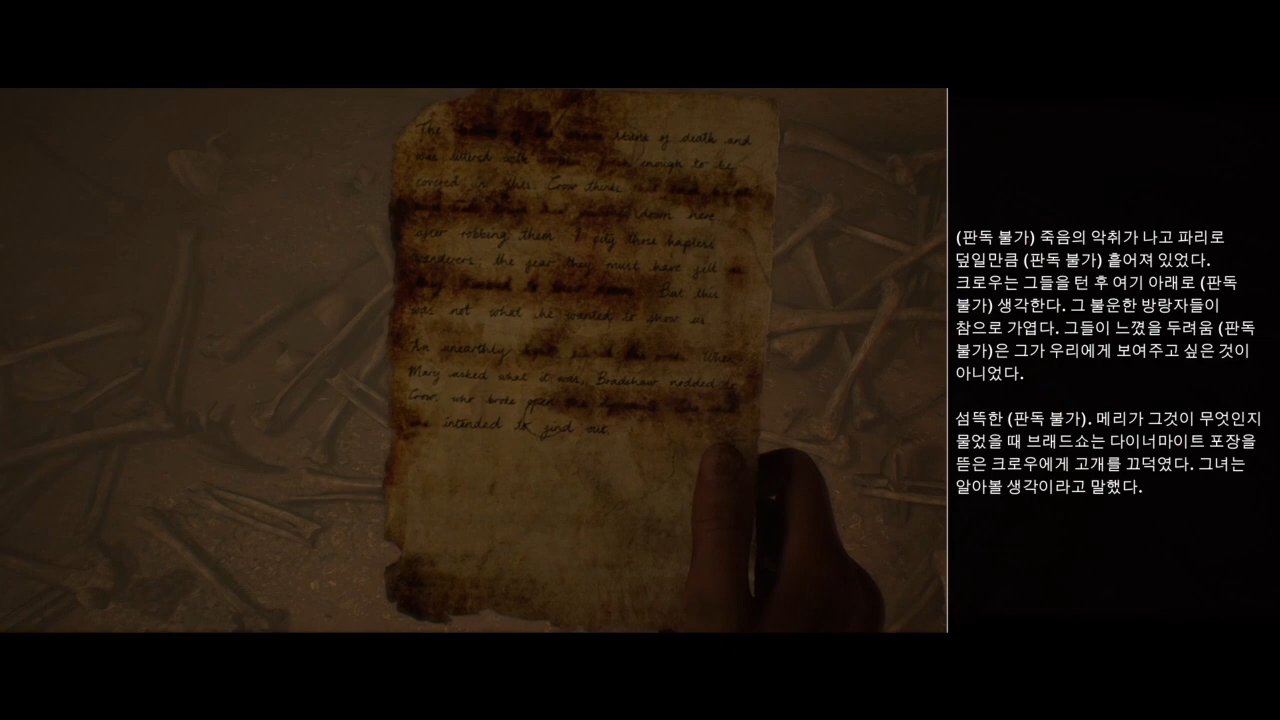 The stench of death and
was littered with enough to be
covered in flies. Crow thinks
down here
after robbing them. I pity those hapless
wanderers, the fear they must have felt
But this
was not what he wanted to show us.
An unearthly light
Mary asked what it was, Bradshaw nodded to
Crow, who broke open the dynamite. She said
she intended to find out.
(판독 불가) 죽음의 악취가 나고 파리로
덮일만큼 (판독 불가) 흩어져 있었다.
크로우는 그들을 턴 후 여기 아래로 (판독
불가) 생각한다. 그 불운한 방랑자들이
참으로 가엽다. 그들이 느꼈을 두려움 (판독
불가)은 그가 우리에게 보여주고 싶은 것이
아니었다.
섬뜩한 (판독 불가). 메리가 그것이 무엇인지
물었을 때 브래드쇼는 다이너마이트 포장을
뜯은 크로우에게 고개를 끄덕였다. 그녀는
알아볼 생각이라고 말했다.